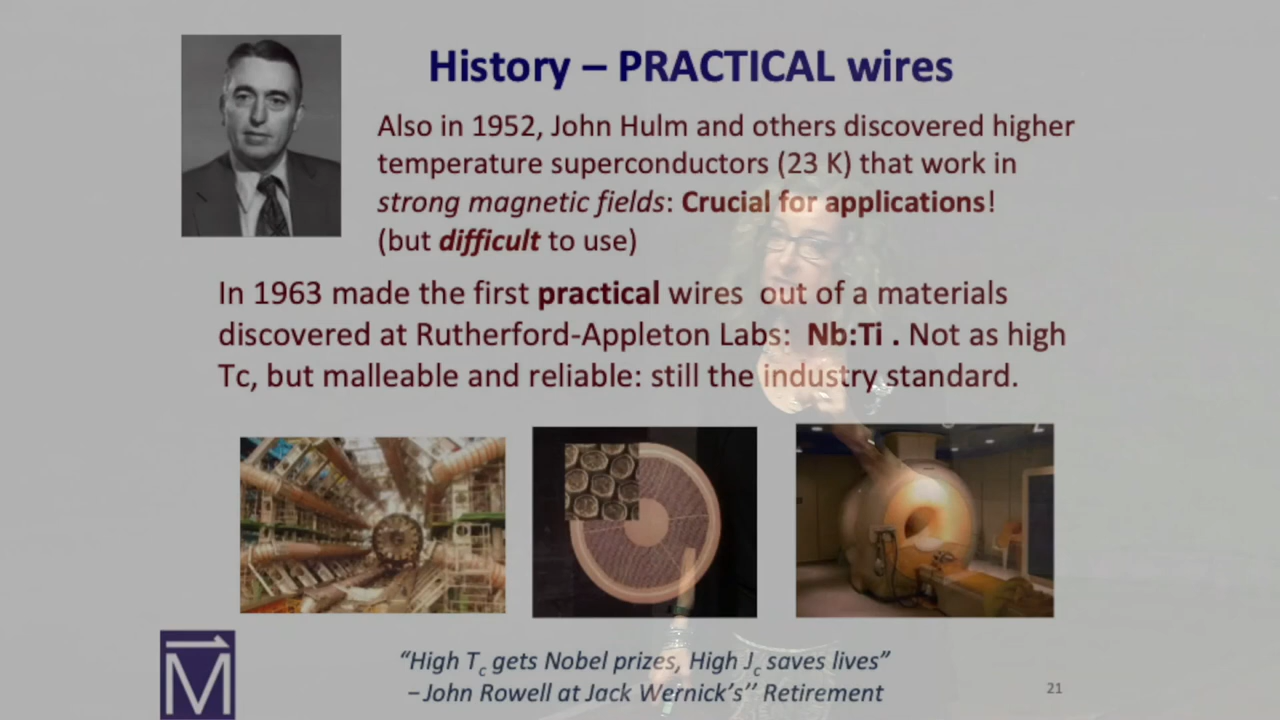 History – PRACTICAL wires
Also in 1952, John Hulm and others discovered higher
temperature superconductors (23 K) that work in
strong magnetic fields: Crucial for applications!
(but difficult to use)
In 1963 made the first practical wires out of a materials
discovered at Rutherford-Appleton Labs: Nb:Ti . Not as high
Tc, but malleable and reliable: still the industry standard.
M
“High Tc gets Nobel prizes, High Jc saves lives”
–John Rowell at Jack Wernick’s’’ Retirement
21